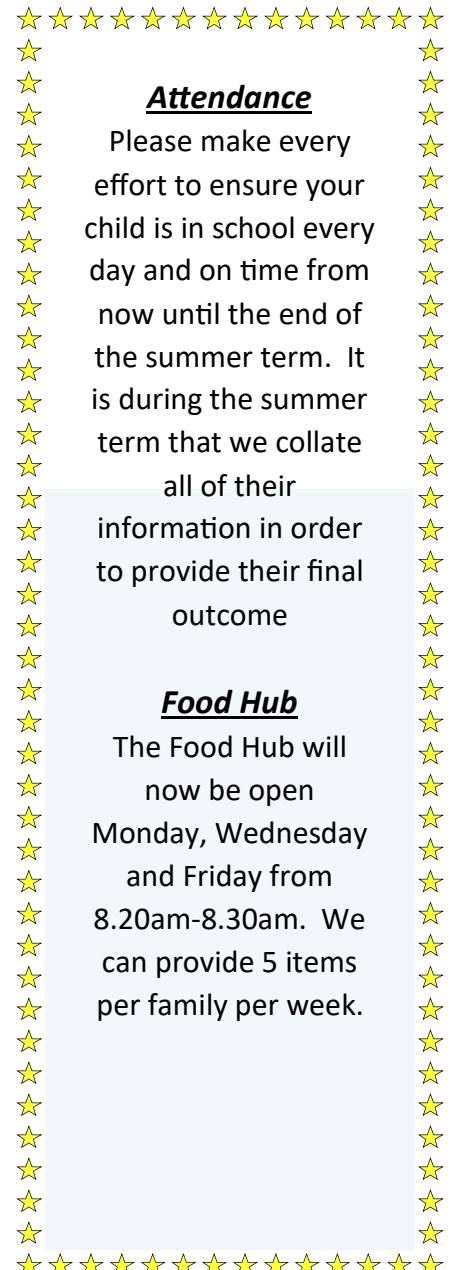 Attendance
Please make every
effort to ensure your
child is in school every
day and on time from
now until the end of
the summer term.  It
is during the summer
term that we collate
all of their
information in order
to provide their final
outcome
Food Hub
The Food Hub will
now be open
Monday, Wednesday
and Friday from
8.20am-8.30am.  We
can provide 5 items
per family per week.